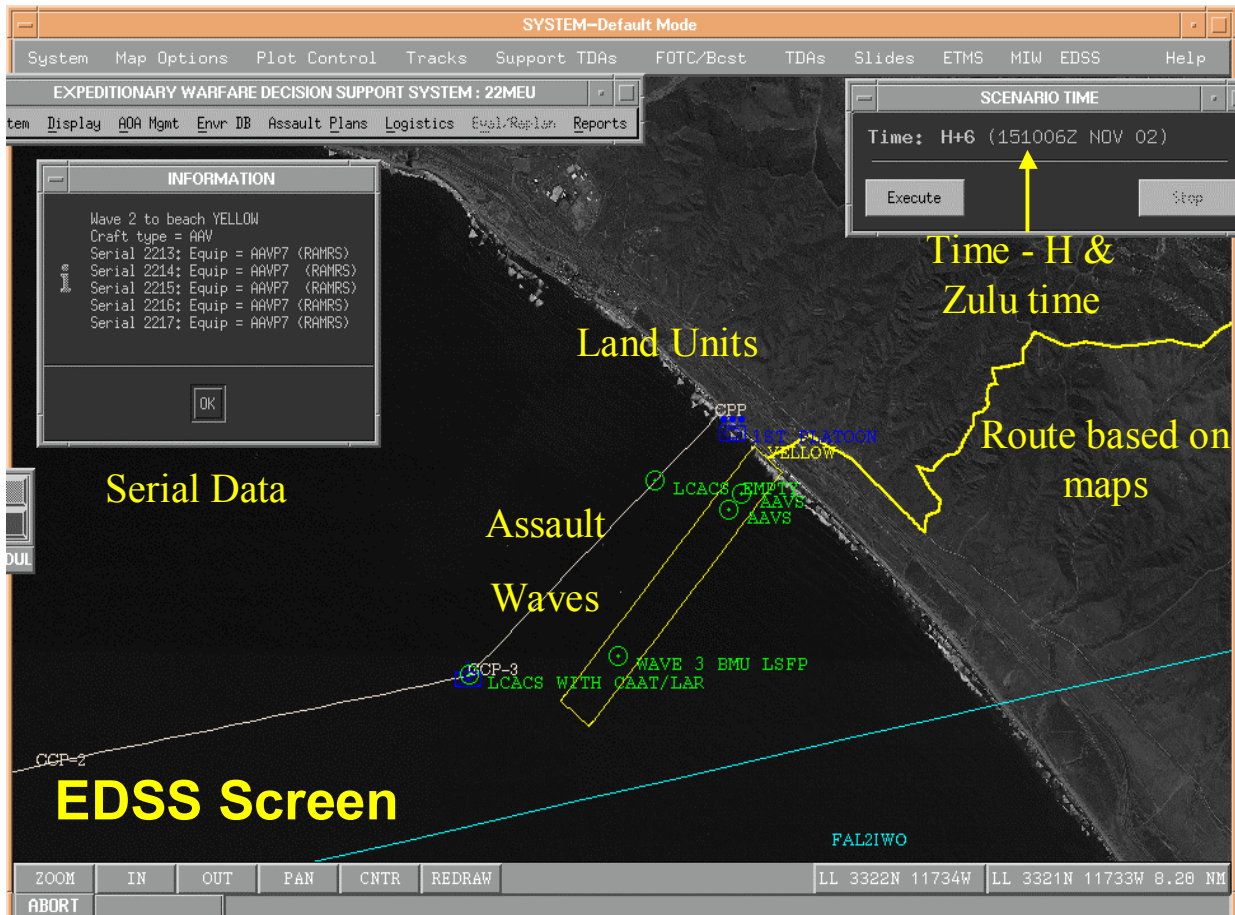 SYSTEM-Default Mode
System Map Options Plot Control Tracks Support TDAs FOTC/Bcst TDAs Slides ETMS MIW EDSS Help
EXPEDITIONARY WARFARE DECISION SUPPORT SYSTEM : 22MEU
tem Display AOA Mgmt Envr DB Assault Plans Logistics Eval/Replan Reports
SCENARIO TIME
Time: H+6 (151006Z NOV 02)
Execute Stop
INFORMATION
Wave 2 to beach YELLOW
Craft type = AAV
Serial 2213: Equip = AAVP7 (RAMRS)
Serial 2214: Equip = AAVP7 (RAMRS)
Serial 2215: Equip = AAVP7 (RAMRS)
Serial 2216: Equip = AAVP7 (RAMRS)
Serial 2217: Equip = AAVP7 (RAMRS)
OK
Time - H &
Zulu time
Land Units
CPP
1ST PLATOON
YELLOW
Route based on
maps
Serial Data
LCACS EMPTY
AAVS
AAVS
Assault
Waves
OUL
WAVE 3 BMU LSFP
CCP-3
LCACS WITH CAAT/LAR
CCP-2
EDSS Screen
FAL2IWO
ZOOM IN OUT PAN CNTR REDRAW LL 3322N 11734W LL 3321N 11733W 8.20 NM
ABORT